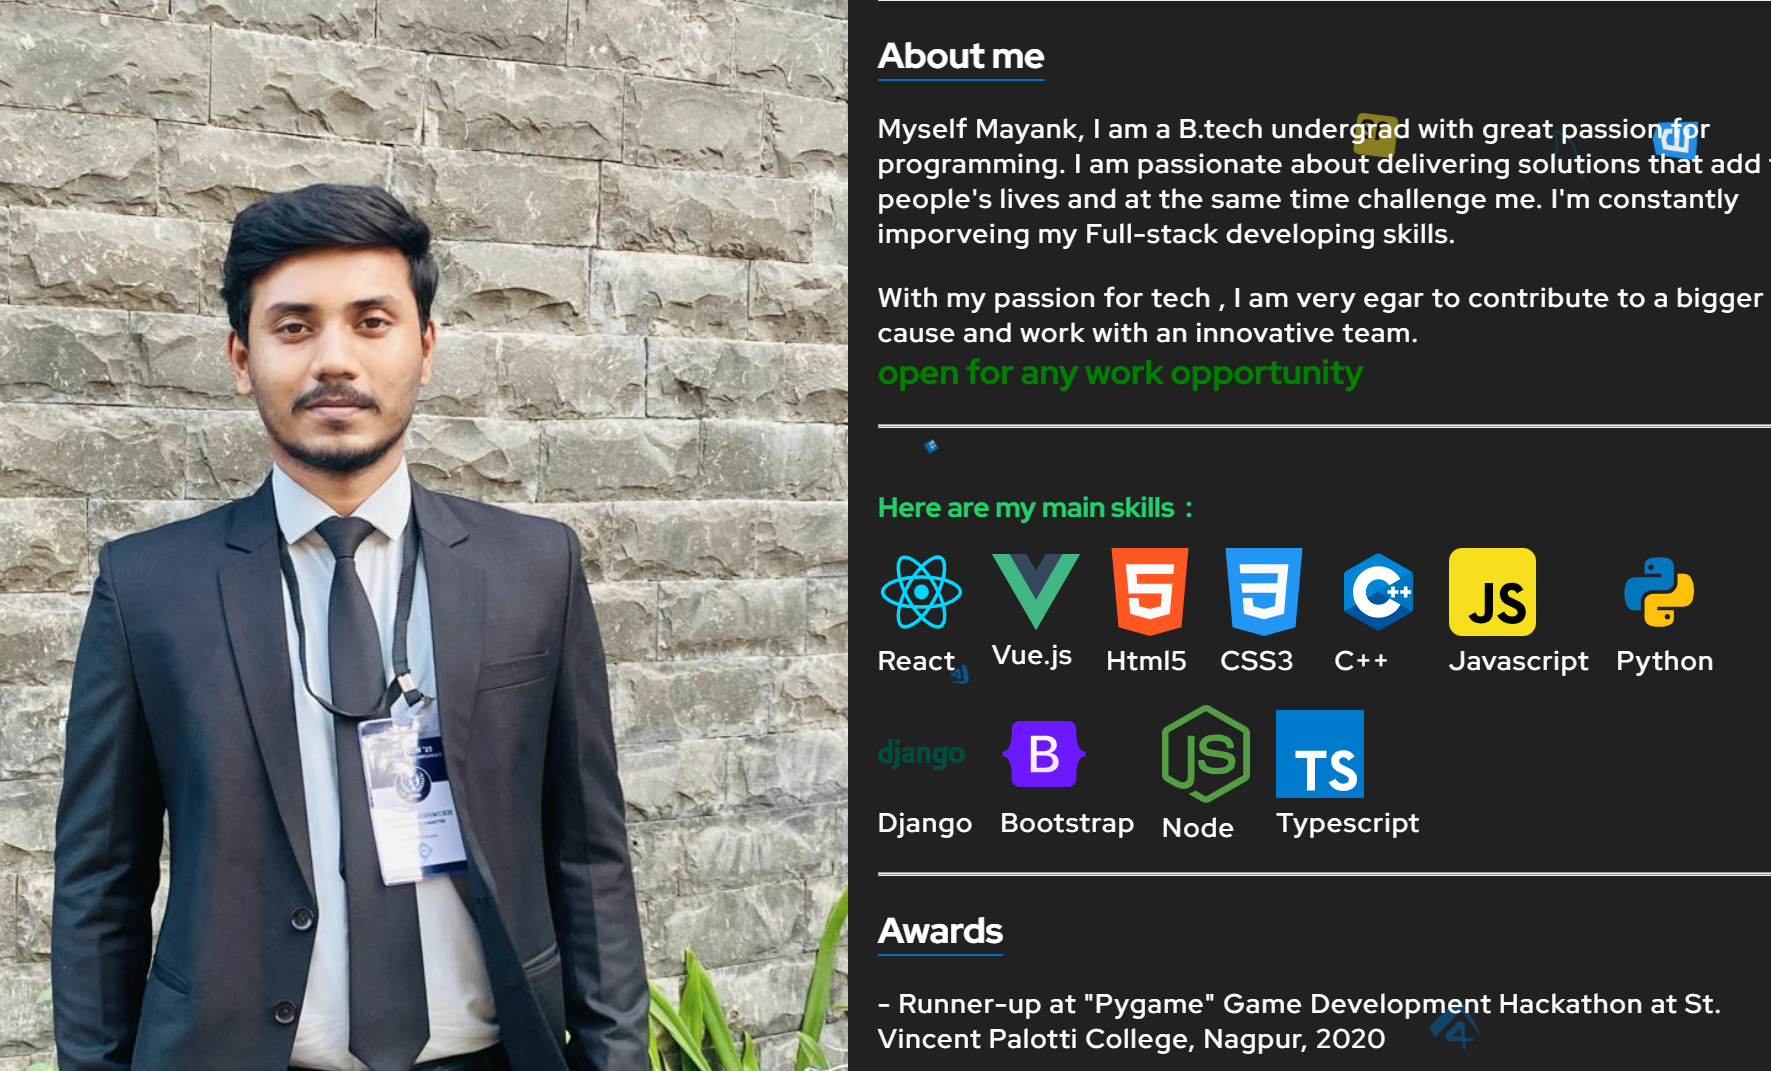 About me
Myself Mayank, I am a B.tech undergrad with great passion for
programming. I am passionate about delivering solutions that add
people's lives and at the same time challenge me. I'm constantly
imporveing my Full-stack developing skills.
With my passion for tech , I am very egar to contribute to a bigger
cause and work with an innovative team.
open for any work opportunity
Here are my main skills :
5 3 C++ JS
React Vue.js Html5 CSS3 C++ Javascript Python
django B JS TS
Django Bootstrap Node Typescript
Awards
- Runner-up at "Pygame" Game Development Hackathon at St.
Vincent Palotti College, Nagpur, 2020